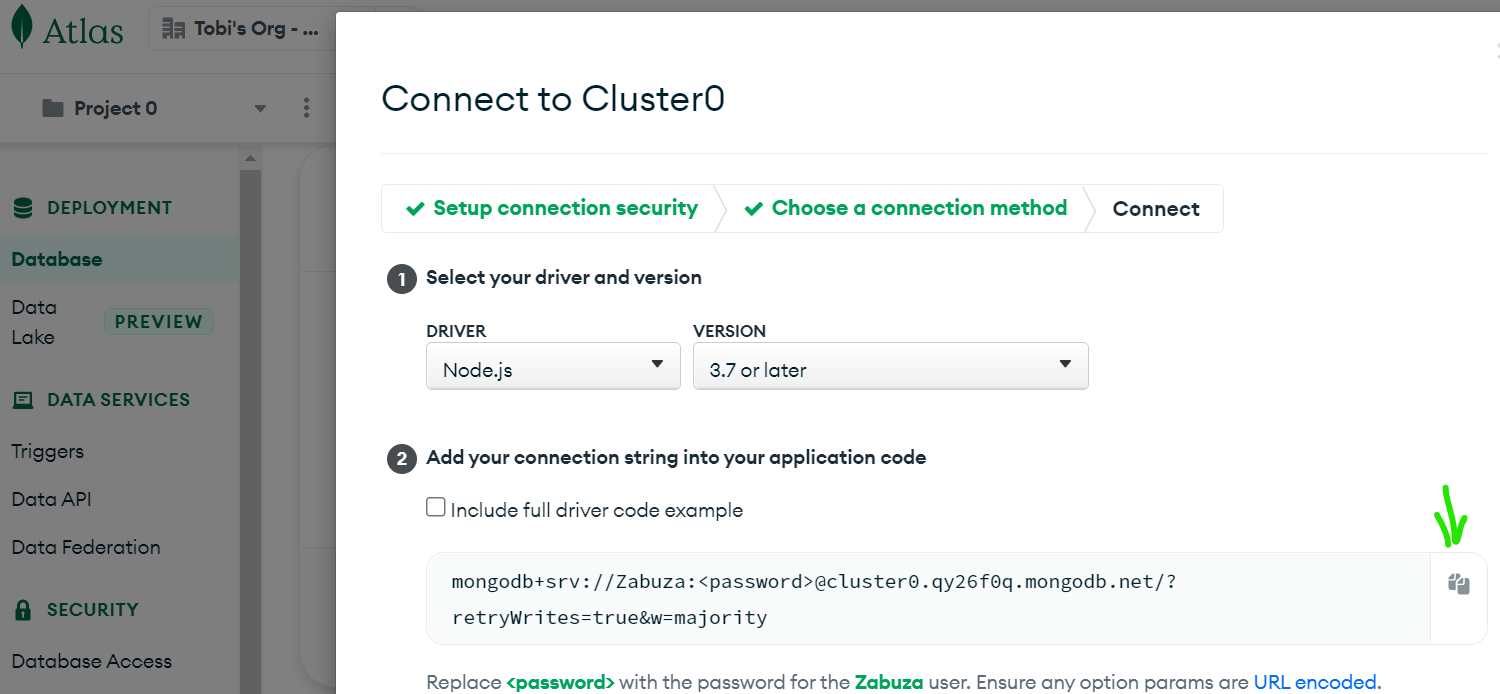 Atlas
Tobi's Org - ...
Project 0
DEPLOYMENT
Database
Data
Lake
PREVIEW
DATA SERVICES
Triggers
Data API
Data Federation
SECURITY
Database Access
Connect to Cluster0
Setup connection security
Choose a connection method
Connect
1 Select your driver and version
DRIVER
VERSION
Node.js
3.7 or later
2 Add your connection string into your application code
Include full driver code example
mongodb+srv://Zabuza:<password>@cluster0.qy26f0q.mongodb.net/?
retryWrites=true&w=majority
Replace <password> with the password for the Zabuza user. Ensure any option params are URL encoded.